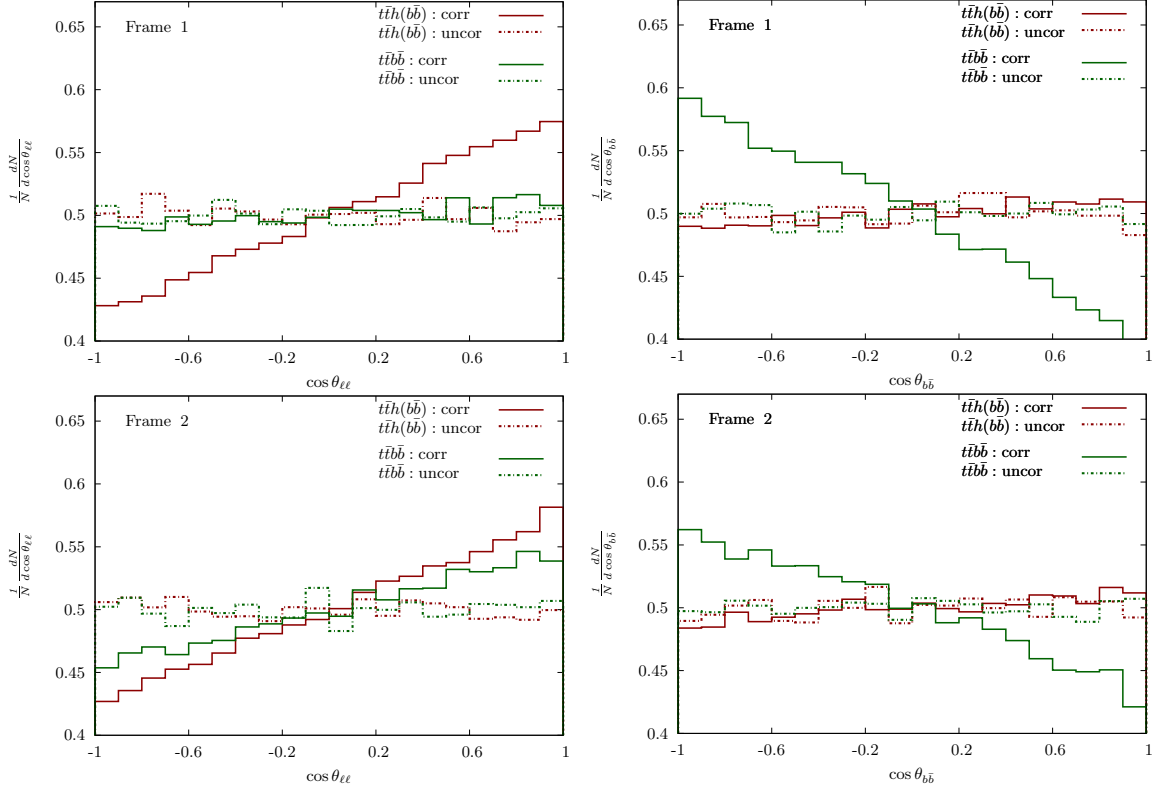 0.65
0.6
0.55
0.5
0.45
0.4
-1 -0.6 -0.2 0.2 0.6 1
cos θℓℓ
1/N dN/d cos θℓℓ
Frame 1
tt̄h(bb̄) : corr
tt̄h(bb̄) : uncor
tt̄bb̄ : corr
tt̄bb̄ : uncor
0.65
0.6
0.55
0.5
0.45
0.4
-1 -0.6 -0.2 0.2 0.6 1
cos θbb̄
1/N dN/d cos θbb̄
Frame 1
tt̄h(bb̄) : corr
tt̄h(bb̄) : uncor
tt̄bb̄ : corr
tt̄bb̄ : uncor
0.65
0.6
0.55
0.5
0.45
0.4
-1 -0.6 -0.2 0.2 0.6 1
cos θℓℓ
1/N dN/d cos θℓℓ
Frame 2
tt̄h(bb̄) : corr
tt̄h(bb̄) : uncor
tt̄bb̄ : corr
tt̄bb̄ : uncor
0.65
0.6
0.55
0.5
0.45
0.4
-1 -0.6 -0.2 0.2 0.6 1
cos θbb̄
1/N dN/d cos θbb̄
Frame 2
tt̄h(bb̄) : corr
tt̄h(bb̄) : uncor
tt̄bb̄ : corr
tt̄bb̄ : uncor